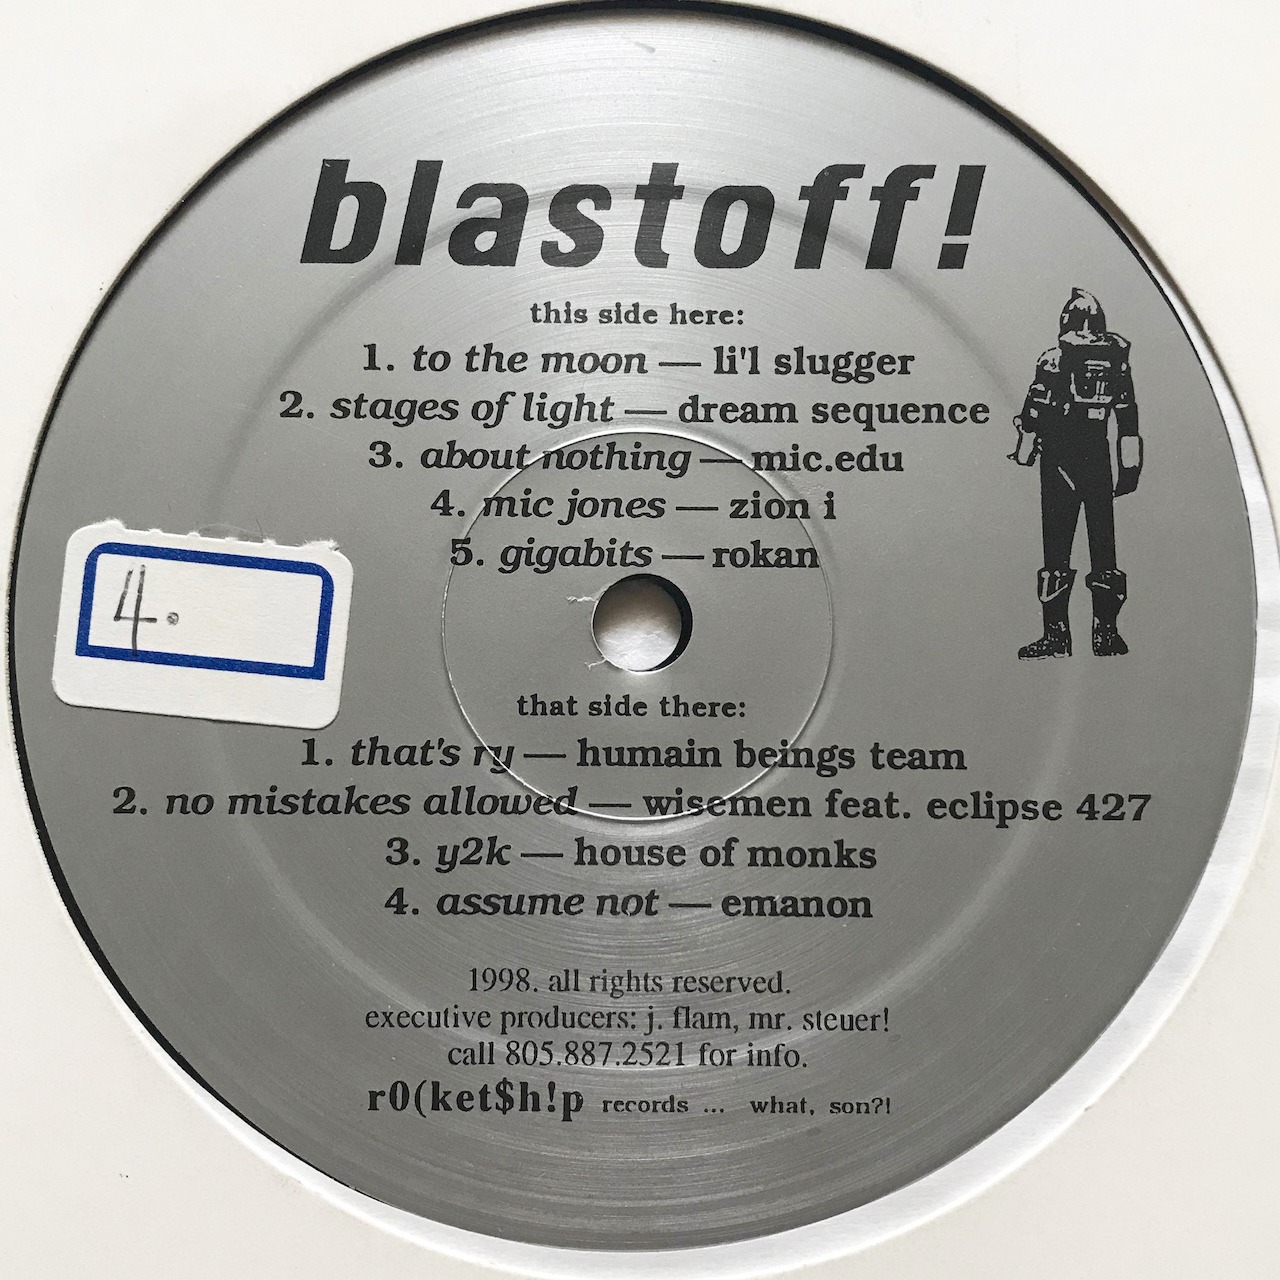 blastoff!
this side here:
1. to the moon — li'l slugger
2. stages of light — dream sequence
3. about nothing — mic.edu
4. mic jones — zion i
5. gigabits — rokan
4.
that side there:
1. that's ry — humain beings team
2. no mistakes allowed — wisemen feat. eclipse 427
3. y2k — house of monks
4. assume not — emanon
1998. all rights reserved.
executive producers: j. flam, mr. steuer!
call 805.887.2521 for info.
r0(ket$h!p records ... what, son?!